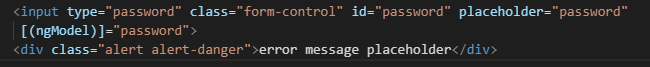 <input type="password" class="form-control" id="password" placeholder="password"
[(ngModel)]="password">
<div class="alert alert-danger">error message placeholder</div>